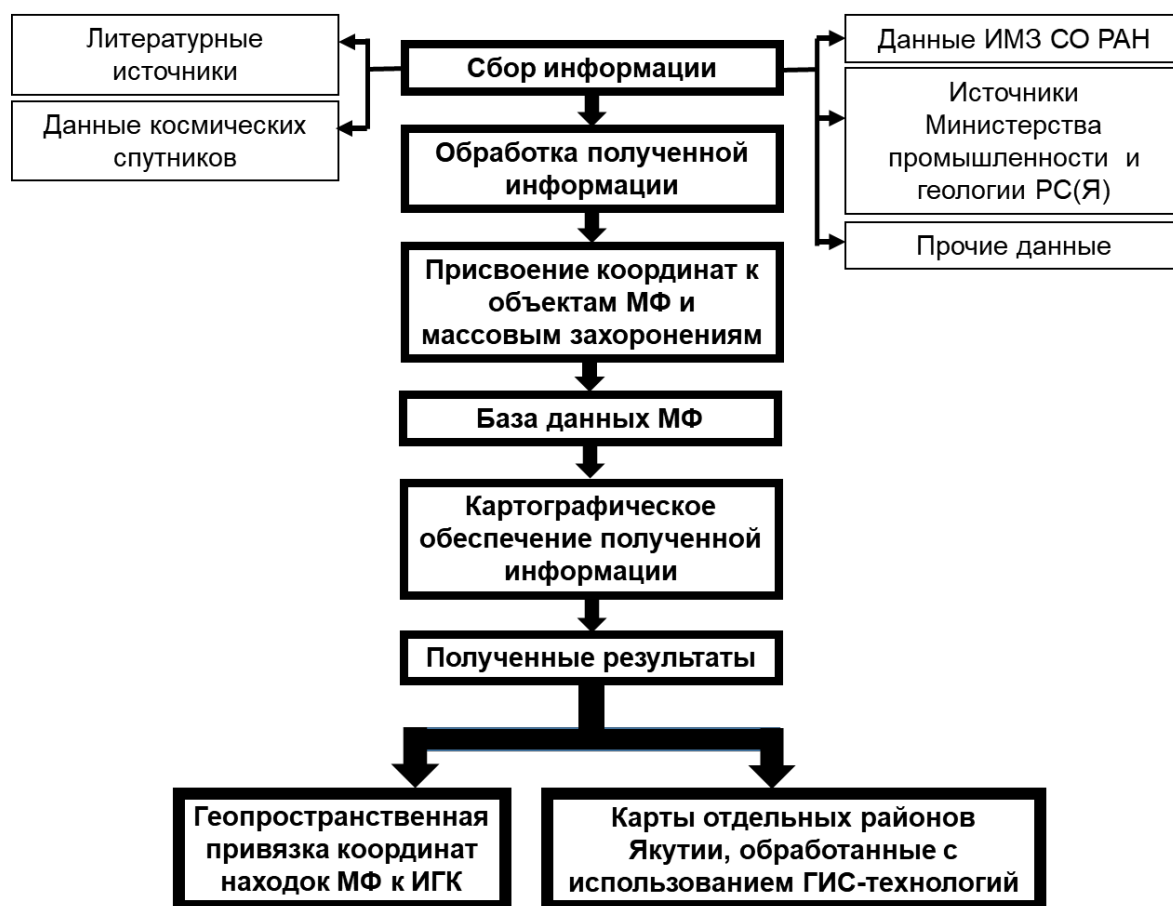 Литературные
источники
Данные космических
спутников
Сбор информации
Данные ИМЗ СО РАН
Источники
Министерства
промышленности и
геологии РС(Я)
Прочие данные
Обработка полученной
информации
Присвоение координат к
объектам МФ и
массовым захоронениям
База данных МФ
Картографическое
обеспечение полученной
информации
Полученные результаты
Геопространственная
привязка координат
находок МФ к ИГК
Карты отдельных районов
Якутии, обработанные с
использованием ГИС-технологий